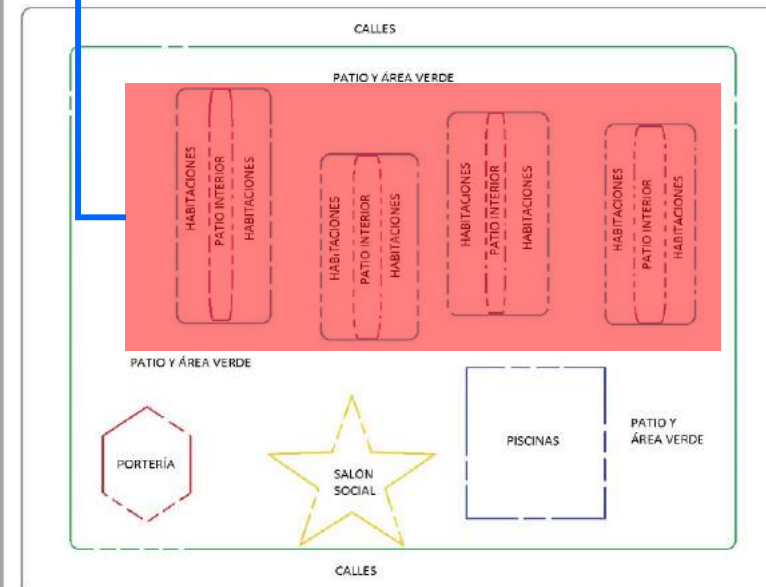 CALLES
PATIO Y ÁREA VERDE
HABITACIONES
PATIO INTERIOR
HABITACIONES
HABITACIONES
PATIO INTERIOR
HABITACIONES
HABITACIONES
PATIO INTERIOR
HABITACIONES
HABITACIONES
PATIO INTERIOR
HABITACIONES
PATIO Y ÁREA VERDE
PORTERÍA
SALÓN
SOCIAL
PISCINAS
PATIO Y
ÁREA VERDE
CALLES